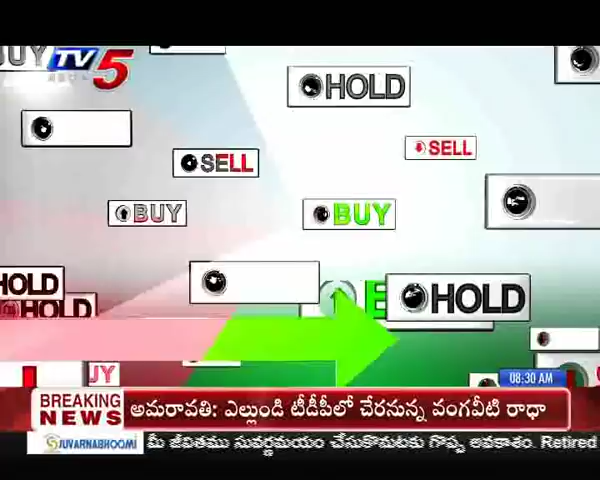 BUY
TV5
HOLD
SELL
SELL
BUY
BUY
HOLD
HOLD
HOLD
08:30 AM
BREAKING NEWS
అమరావతి: ఎల్లుండి టీడీపీలో చేరనున్న వంగవీటి రాధా
SUVARNABHOOMI మీ జీవితము సువర్ణమయం చేసుకొనుటకు గొప్ప అవకాశం. Retired